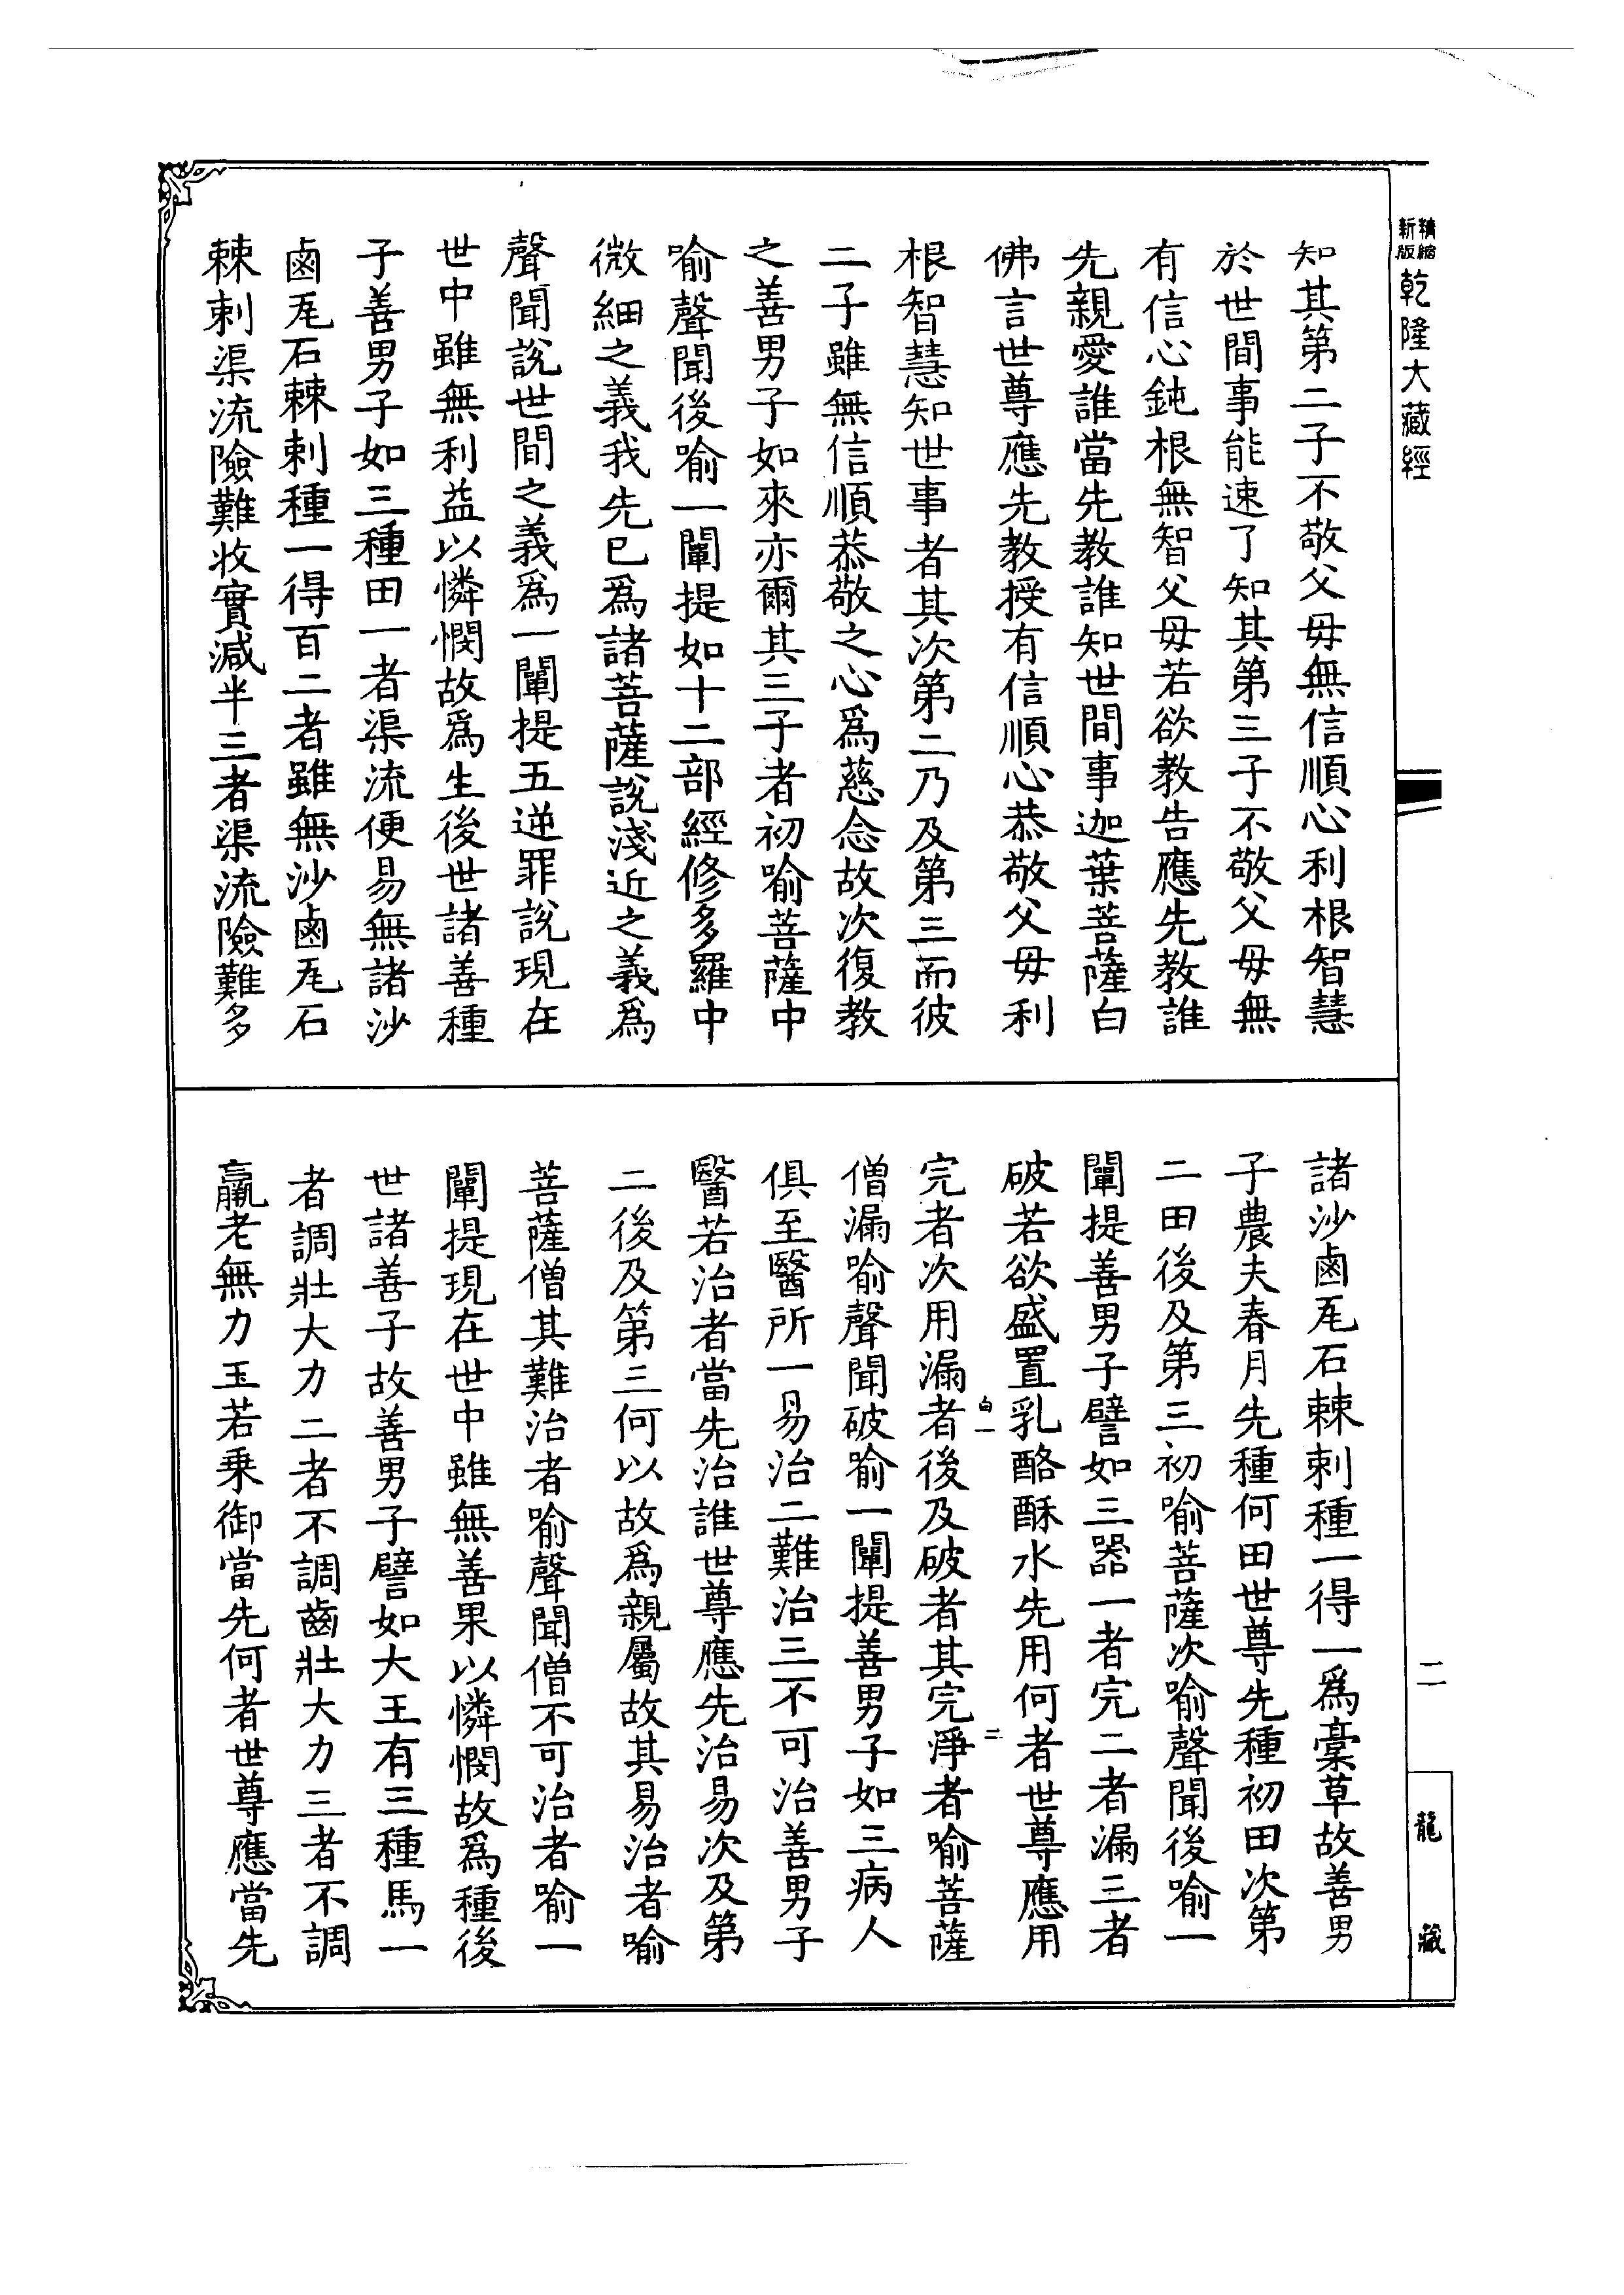 精縮
新版
乾隆大藏經
知其第二子不敬父母無信順心利根智慧
於世間事能速了知其第三子不敬父母無
有信心鈍根無智父母若欲教告應先教誰
先親愛誰當先教誰知世間事迦葉菩薩白
佛言世尊應先教授有信順心恭敬父母利
根智慧知世事者其次第二乃及第三而彼
二子雖無信順恭敬之心爲慈念故次復教
之善男子如來亦爾其三子者初喻菩薩中
喻聲聞後喻一闡提如十二部經修多羅中
微細之義我先已爲諸菩薩說淺近之義爲
聲聞說世間之義爲一闡提五逆罪說現在
世中雖無利益以憐憫故爲生後世諸善種
子善男子如三種田一者渠流便易無諸沙
鹵瓦石棘刺種一得百二者雖無沙鹵瓦石
棘刺渠流險難收實減半三者渠流險難多
諸沙鹵瓦石棘刺種一得一爲藁草故善男
子農夫春月先種何田世尊先種初田次第
二田後及第三初喻菩薩次喻聲聞後喻一
闡提善男子譬如三器一者完二者漏三者
破若欲盛置乳酪酥水先用何者世尊應用
完者次用漏者後及破者其完淨者喻菩薩
僧漏喻聲聞破喻一闡提善男子如三病人
俱至醫所一易治二難治三不可治善男子
醫若治者當先治誰世尊應先治易次及第
二後及第三何以故爲親屬故其易治者喻
菩薩僧其難治者喻聲聞僧不可治者喻一
闡提現在世中雖無善果以憐憫故爲種後
世諸善子故善男子譬如大王有三種馬一
者調壯大力二者不調齒壯大力三者不調
羸老無力王若乘御當先何者世尊應當先
二
龍藏